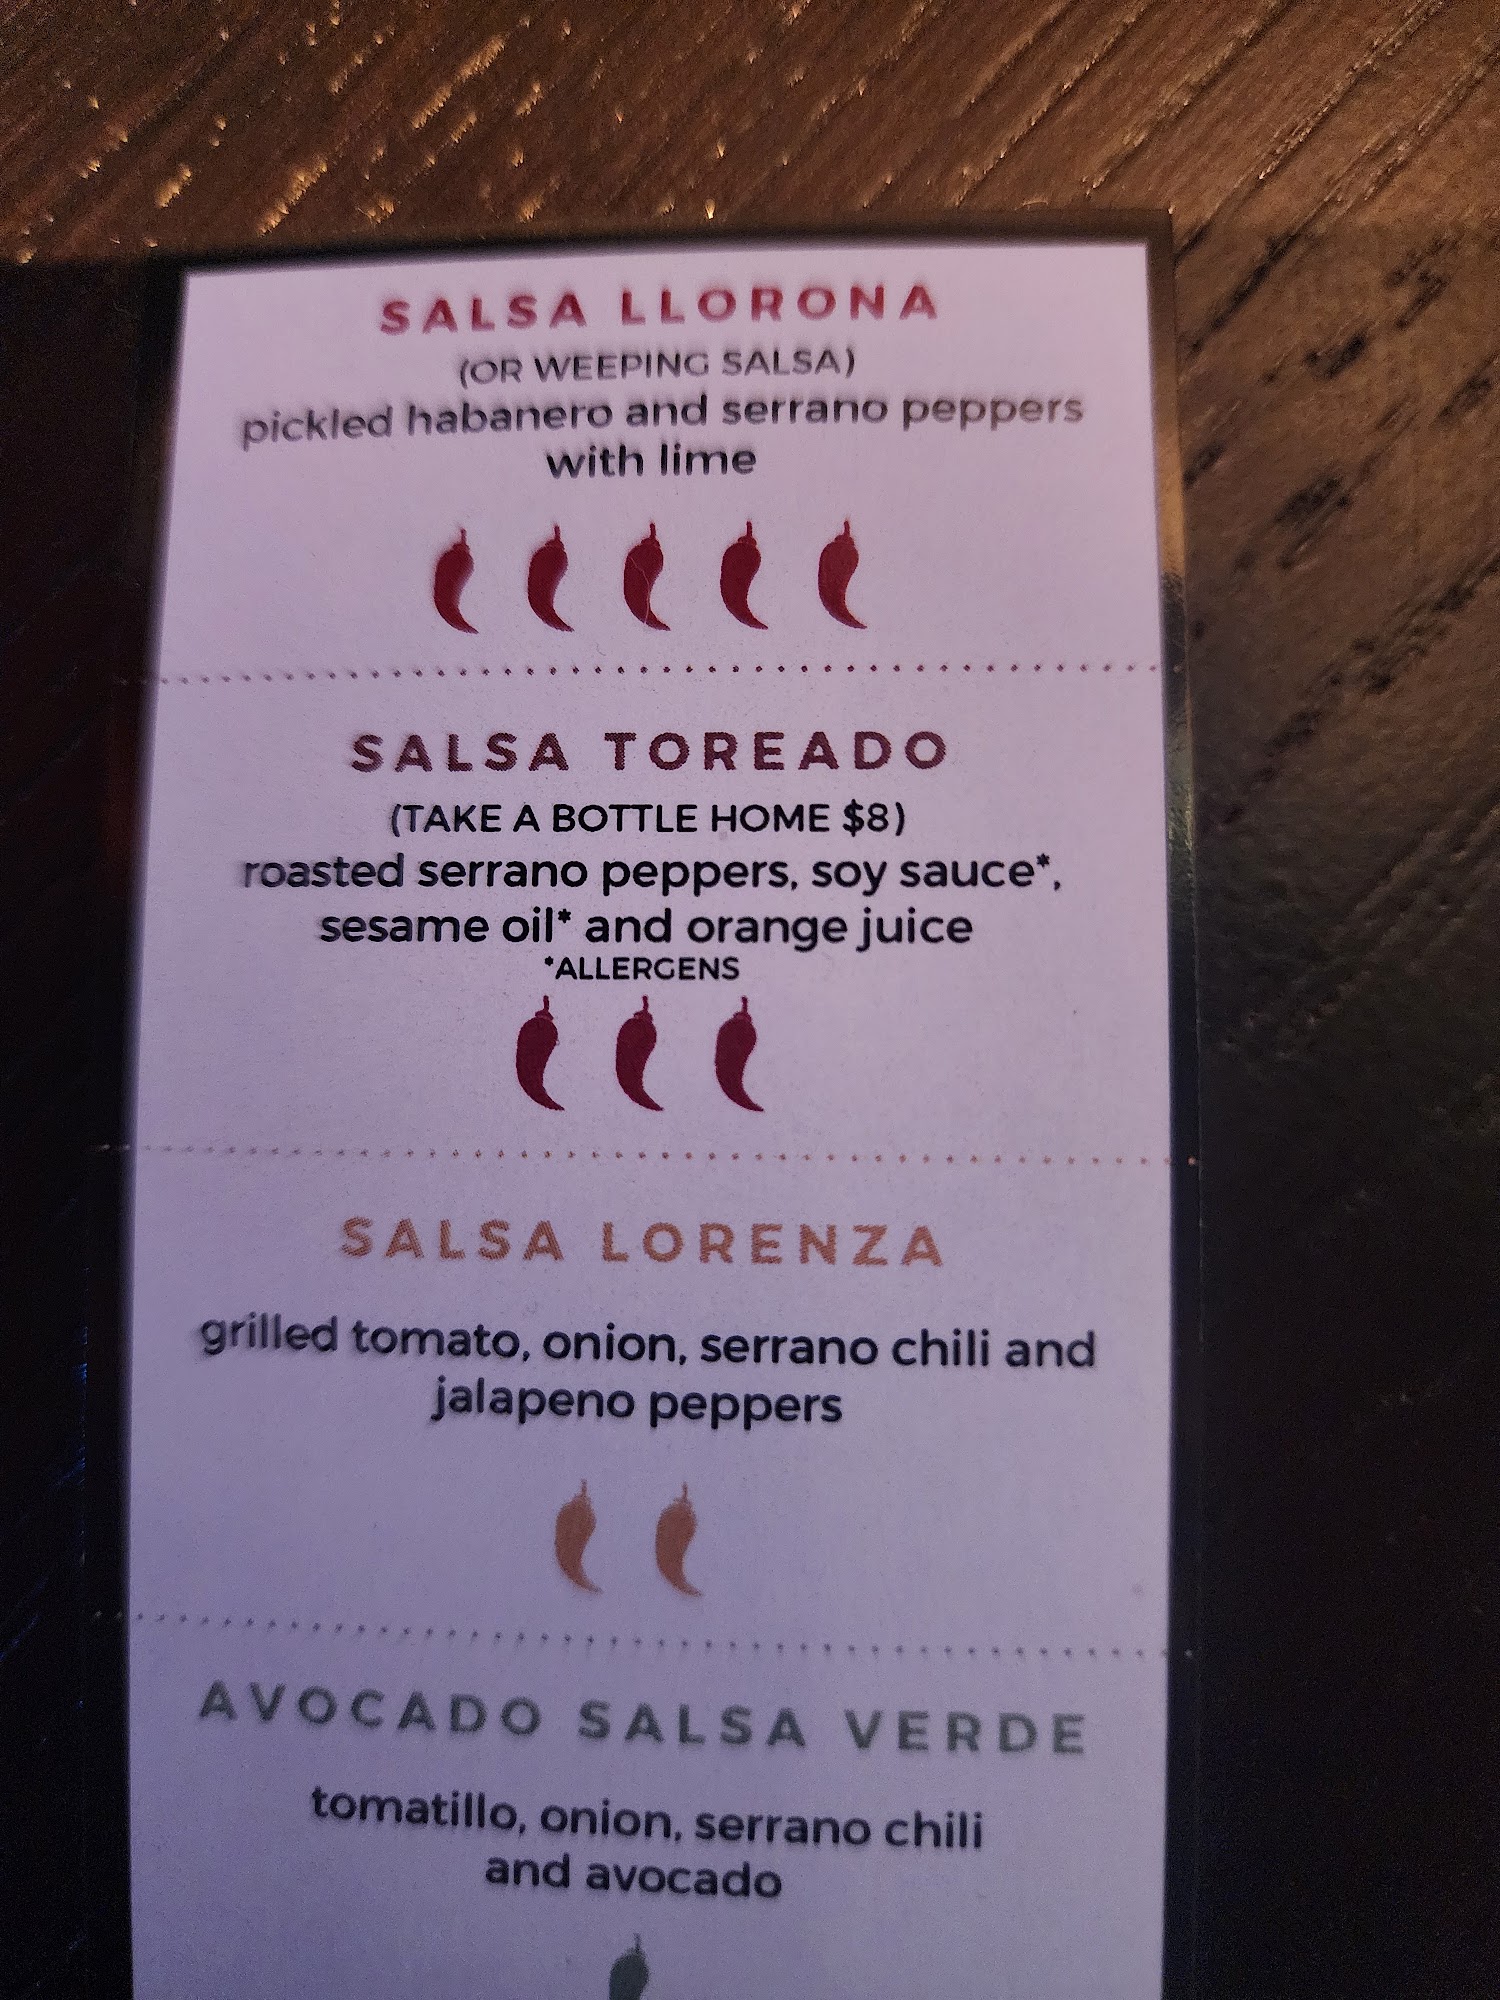 SALSA LLORONA
(OR WEEPING SALSA)
pickled habanero and serrano peppers
with lime
SALSA TOREADO
(TAKE A BOTTLE HOME $8)
roasted serrano peppers, soy sauce*,
sesame oil* and orange juice
*ALLERGENS
SALSA LORENZA
grilled tomato, onion, serrano chili and
jalapeno peppers
AVOCADO SALSA VERDE
tomatillo, onion, serrano chili
and avocado